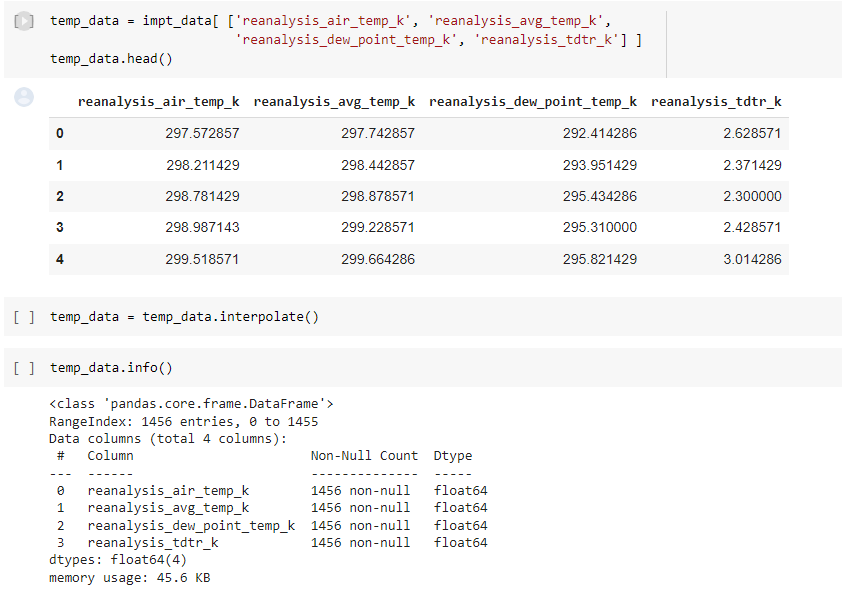 temp_data = impt_data[ ['reanalysis_air_temp_k', 'reanalysis_avg_temp_k',
'reanalysis_dew_point_temp_k', 'reanalysis_tdtr_k'] ]
temp_data.head()
reanalysis_air_temp_k reanalysis_avg_temp_k reanalysis_dew_point_temp_k reanalysis_tdtr_k
0 297.572857 297.742857 292.414286 2.628571
1 298.211429 298.442857 293.951429 2.371429
2 298.781429 298.878571 295.434286 2.300000
3 298.987143 299.228571 295.310000 2.428571
4 299.518571 299.664286 295.821429 3.014286
[ ] temp_data = temp_data.interpolate()
[ ] temp_data.info()
<class 'pandas.core.frame.DataFrame'>
RangeIndex: 1456 entries, 0 to 1455
Data columns (total 4 columns):
# Column Non-Null Count Dtype
--- ------ -------------- -----
0 reanalysis_air_temp_k 1456 non-null float64
1 reanalysis_avg_temp_k 1456 non-null float64
2 reanalysis_dew_point_temp_k 1456 non-null float64
3 reanalysis_tdtr_k 1456 non-null float64
dtypes: float64(4)
memory usage: 45.6 KB